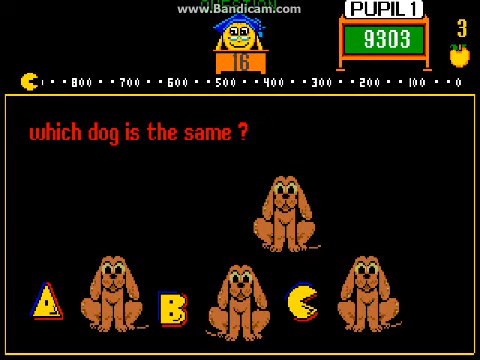 www.Bandicam.com
QUESTION
PUPIL 1
3
16
9303
800 700 600 500 400 300 200 100 0
which dog is the same ?
A B C